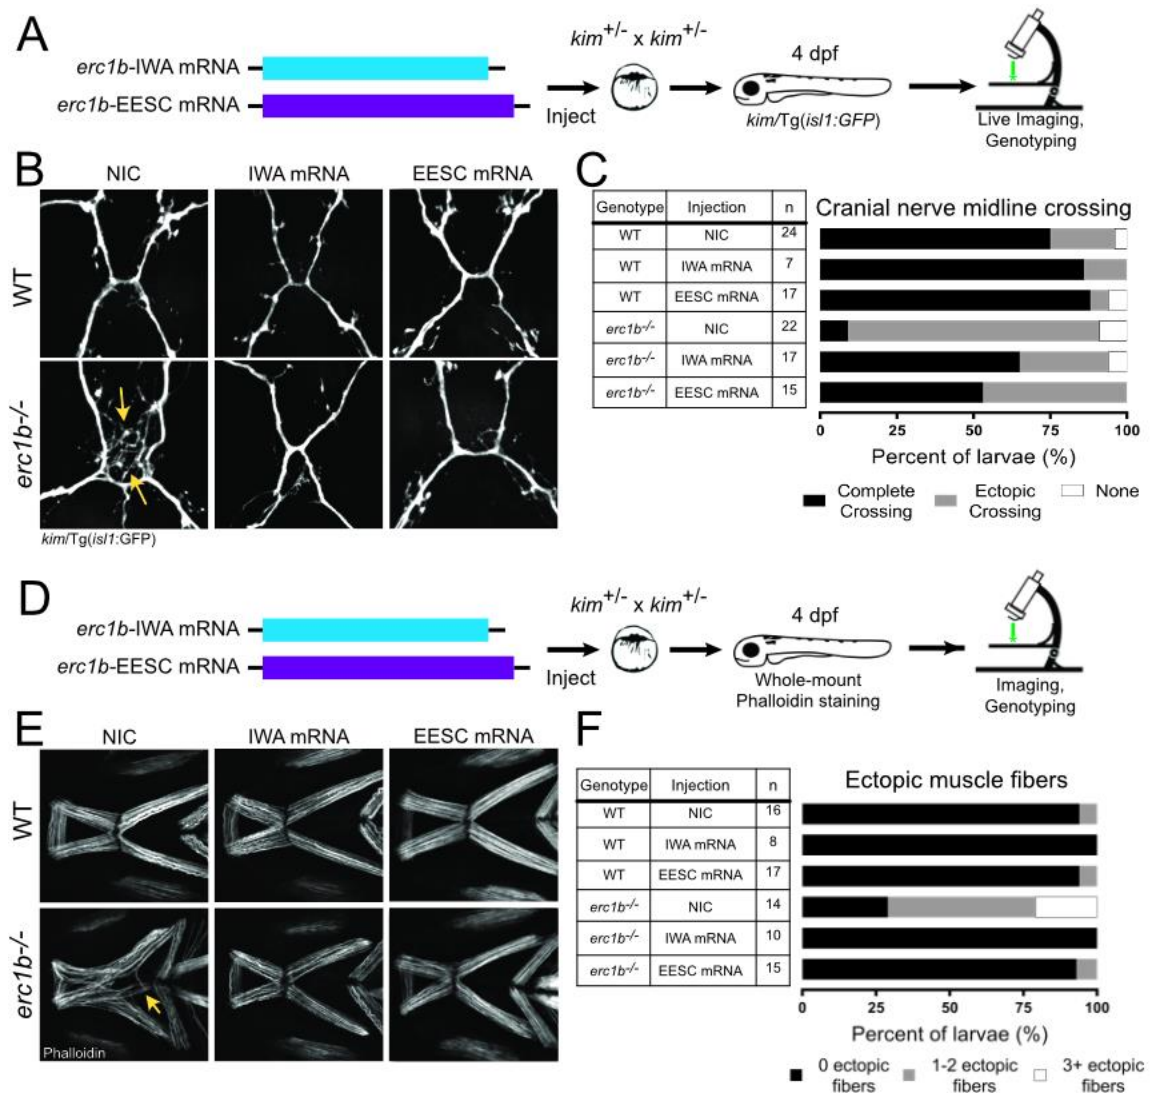 A
erc1b-IWA mRNA
erc1b-EESC mRNA
Inject
kim+/- x kim+/-
4 dpf
kim/Tg(isl1:GFP)
Live Imaging,
Genotyping
B
NIC IWA mRNA EESC mRNA
WT
erc1b-/-
kim/Tg(isl1:GFP)
C
Genotype Injection n
WT NIC 24
WT IWA mRNA 7
WT EESC mRNA 17
erc1b-/- NIC 22
erc1b-/- IWA mRNA 17
erc1b-/- EESC mRNA 15
Cranial nerve midline crossing
0 25 50 75 100
Percent of larvae (%)
Complete
Crossing
Ectopic
Crossing
None
D
erc1b-IWA mRNA
erc1b-EESC mRNA
Inject
kim+/- x kim+/-
4 dpf
Whole-mount
Phalloidin staining
Imaging,
Genotyping
E
NIC IWA mRNA EESC mRNA
WT
erc1b-/-
Phalloidin
F
Genotype Injection n
WT NIC 16
WT IWA mRNA 8
WT EESC mRNA 17
erc1b-/- NIC 14
erc1b-/- IWA mRNA 10
erc1b-/- EESC mRNA 15
Ectopic muscle fibers
0 25 50 75 100
Percent of larvae (%)
0 ectopic
fibers
1-2 ectopic
fibers
3+ ectopic
fibers